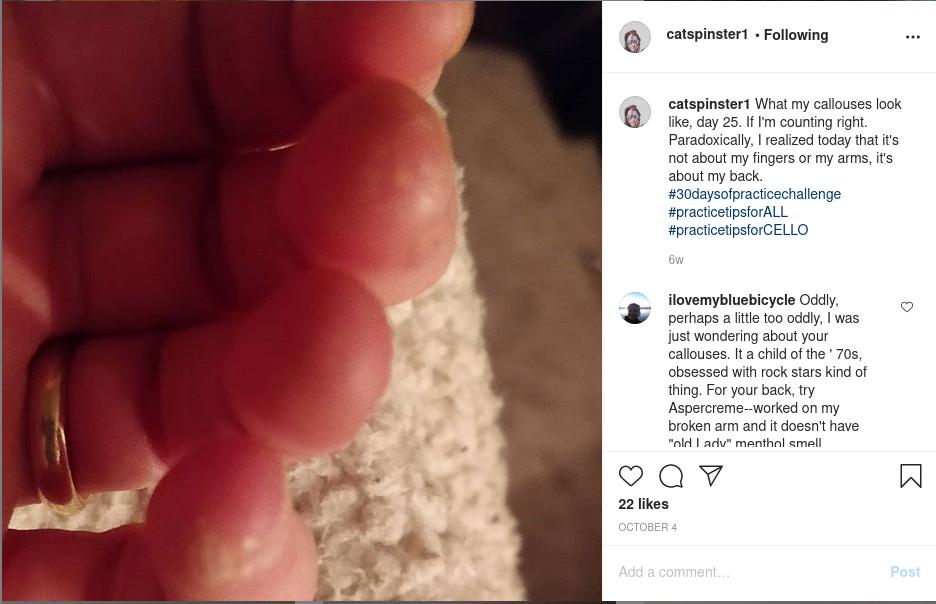 catspinster1 • Following
catspinster1 What my callouses look
like, day 25. If I'm counting right.
Paradoxically, I realized today that it's
not about my fingers or my arms, it's
about my back.
#30daysofpracticechallenge
#practicetipsforALL
#practicetipsforCELLO
6w
ilovemybluebicycle Oddly,
perhaps a little too oddly, I was
just wondering about your
callouses. It a child of the ' 70s,
obsessed with rock stars kind of
thing. For your back, try
Aspercreme--worked on my
broken arm and it doesn't have
"old Lady" menthol smell
22 likes
OCTOBER 4
Add a comment...
Post